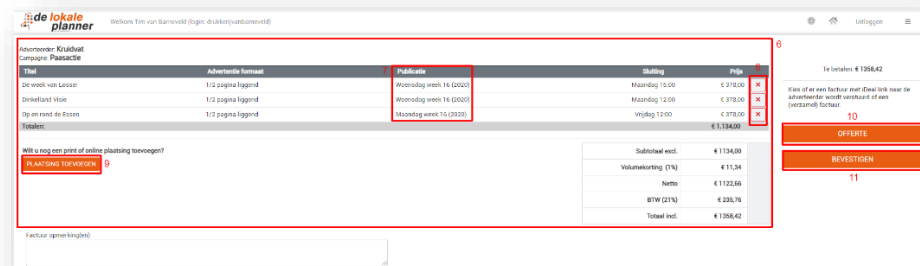 de lokale
planner
Welkom Tim van Barneveld (login: drukkerijvanbarneveld)
Uitloggen
6
Adverteerder: Kruidvat
Campagne: Paasactie
Titel Advertentie formaat 7 Publicatie Sluiting Prijs 8
De week van Losser 1/2 pagina liggend Woensdag week 16 (2020) Maandag 16:00 € 378,00 ×
Dinkelland Visie 1/2 pagina liggend Woensdag week 16 (2020) Maandag 12:00 € 378,00 ×
Op en rond de Essen 1/2 pagina liggend Maandag week 16 (2020) Vrijdag 12:00 € 378,00 ×
Totalen: € 1.134,00
Wilt u nog een print of online plaatsing toevoegen?
PLAATSING TOEVOEGEN 9
Subtotaal excl. € 1134,00
Volumekorting (1%) € 11,34
Netto € 1122,66
BTW (21%) € 235,76
Totaal incl. € 1358,42
Te betalen: € 1358,42
Kies of er een factuur met iDeal link naar de
adverteerder wordt verstuurd of een
(verzamel) factuur.
10
OFFERTE
BEVESTIGEN
11
Factuur opmerking(en)